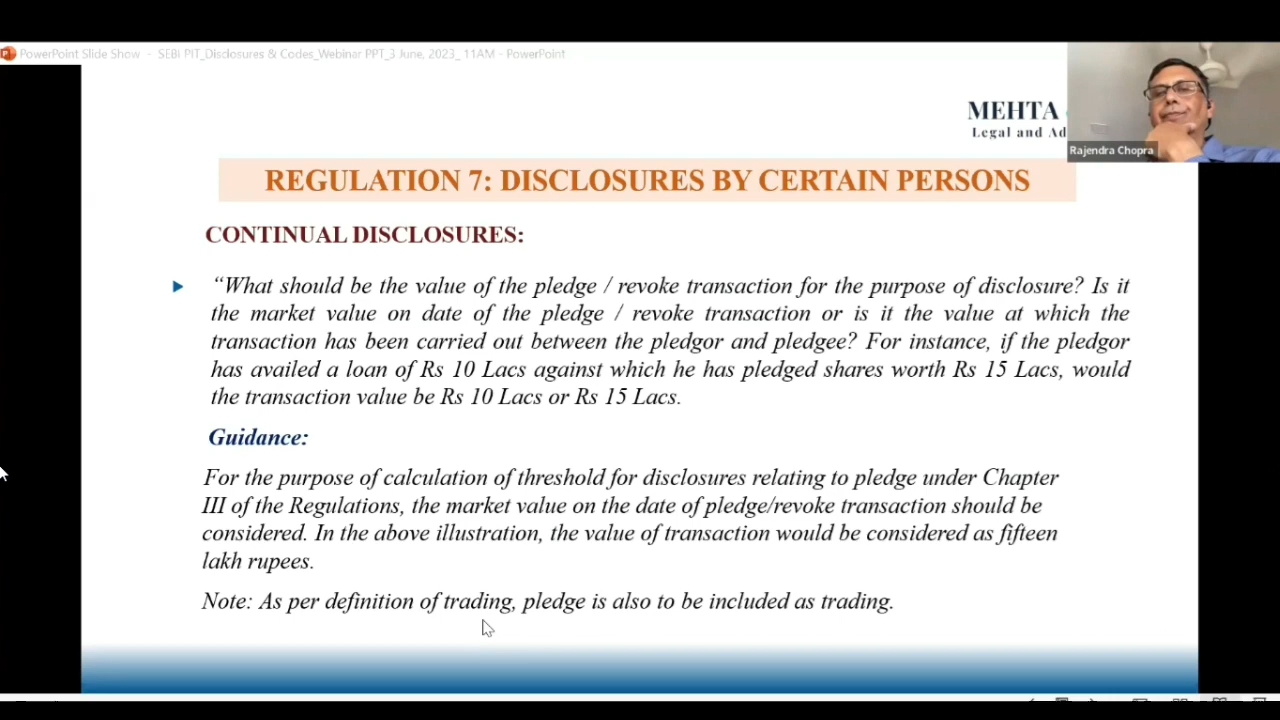 PowerPoint Slide Show - SEBI PIT_Disclosures & Codes_Webinar PPT_3 June, 2023_ 11AM - PowerPoint
MEHTA
Legal and Ad
Rajendra Chopra
REGULATION 7: DISCLOSURES BY CERTAIN PERSONS
CONTINUAL DISCLOSURES:
“What should be the value of the pledge / revoke transaction for the purpose of disclosure? Is it
the market value on date of the pledge / revoke transaction or is it the value at which the
transaction has been carried out between the pledgor and pledgee? For instance, if the pledgor
has availed a loan of Rs 10 Lacs against which he has pledged shares worth Rs 15 Lacs, would
the transaction value be Rs 10 Lacs or Rs 15 Lacs.
Guidance:
For the purpose of calculation of threshold for disclosures relating to pledge under Chapter
III of the Regulations, the market value on the date of pledge/revoke transaction should be
considered. In the above illustration, the value of transaction would be considered as fifteen
lakh rupees.
Note: As per definition of trading, pledge is also to be included as trading.